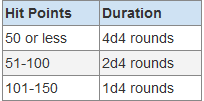 Hit Points Duration
50 or less 4d4 rounds
51-100 2d4 rounds
101-150 1d4 rounds